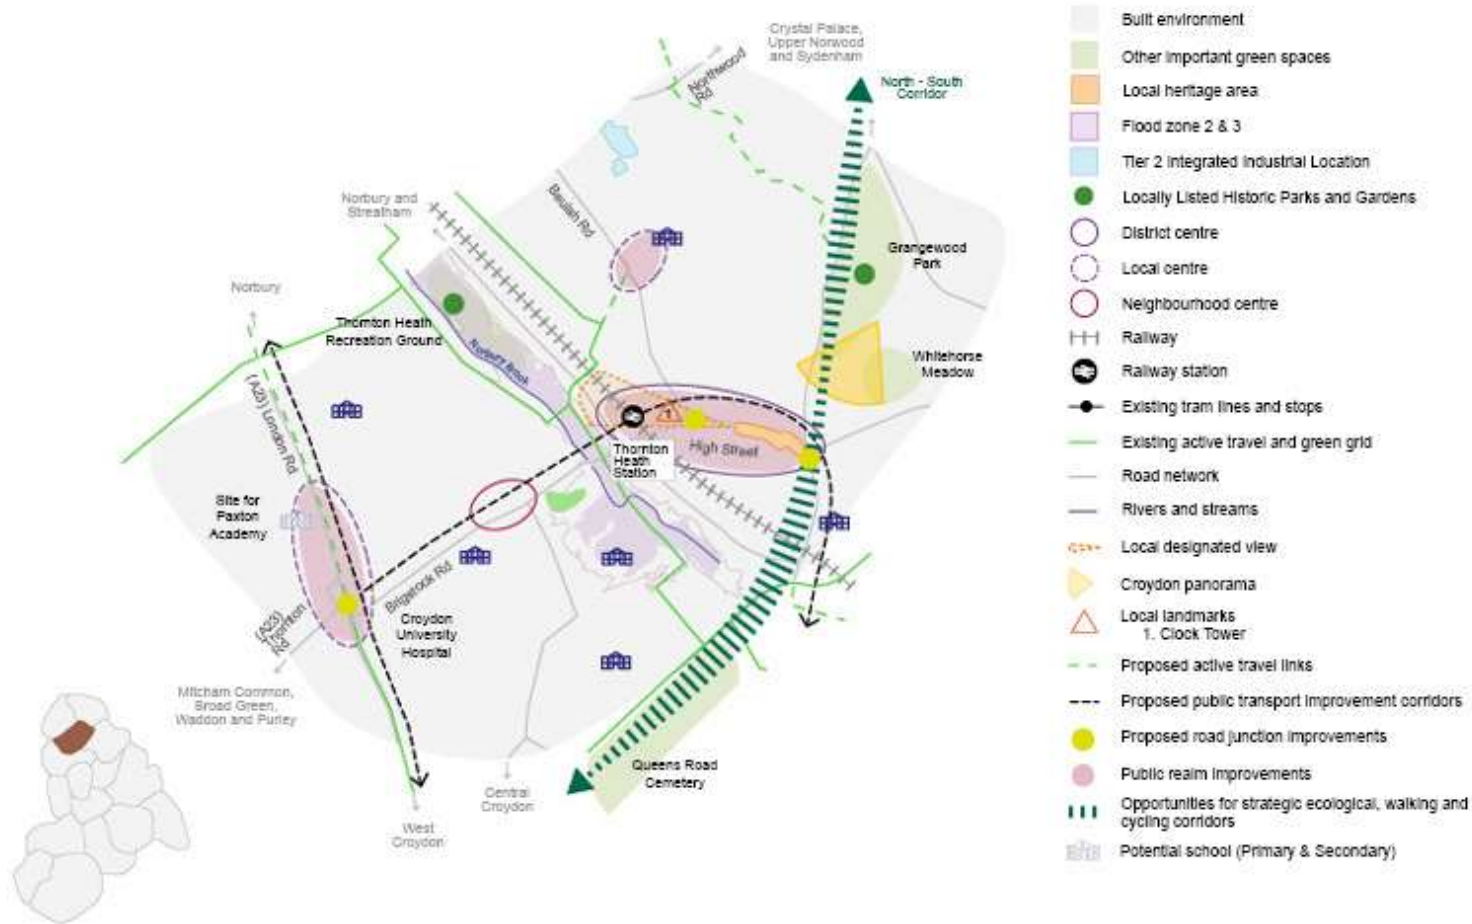 Crystal Palace,
Upper Norwood
and Sydenham
Northwood
Rd
North - South
Corridor
Norbury and
Streatham
Beulah Rd
Grangewood
Park
Norbury
Thornton Heath
Recreation Ground
Norbury Brook
Whitehorse
Meadow
(A23) London Rd
1
High Street
Thornton
Heath
Station
Site for
Paxton
Academy
Brigstock Rd
(A23)
Thornton
Rd
Croydon
University
Hospital
Mitcham Common,
Broad Green,
Waddon and Purley
Queens Road
Cemetery
Central
Croydon
West
Croydon
Built environment
Other important green spaces
Local heritage area
Flood zone 2 & 3
Tier 2 Integrated Industrial Location
Locally Listed Historic Parks and Gardens
District centre
Local centre
Neighbourhood centre
Railway
Railway station
Existing tram lines and stops
Existing active travel and green grid
Road network
Rivers and streams
Local designated view
Croydon panorama
Local landmarks
1. Clock Tower
Proposed active travel links
Proposed public transport improvement corridors
Proposed road junction improvements
Public realm improvements
Opportunities for strategic ecological, walking and
cycling corridors
Potential school (Primary & Secondary)